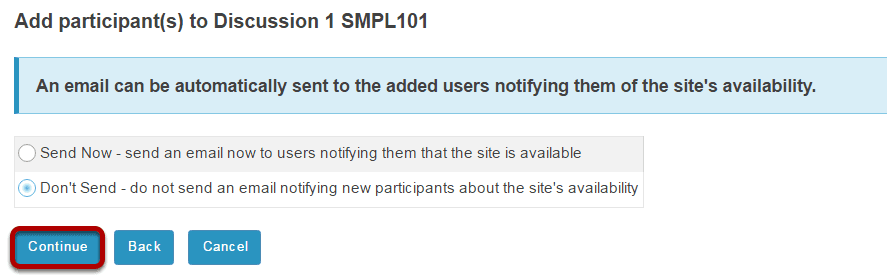 Add participant(s) to Discussion 1 SMPL101
An email can be automatically sent to the added users notifying them of the site's availability.
Send Now - send an email now to users notifying them that the site is available
Don't Send - do not send an email notifying new participants about the site's availability
Continue Back Cancel